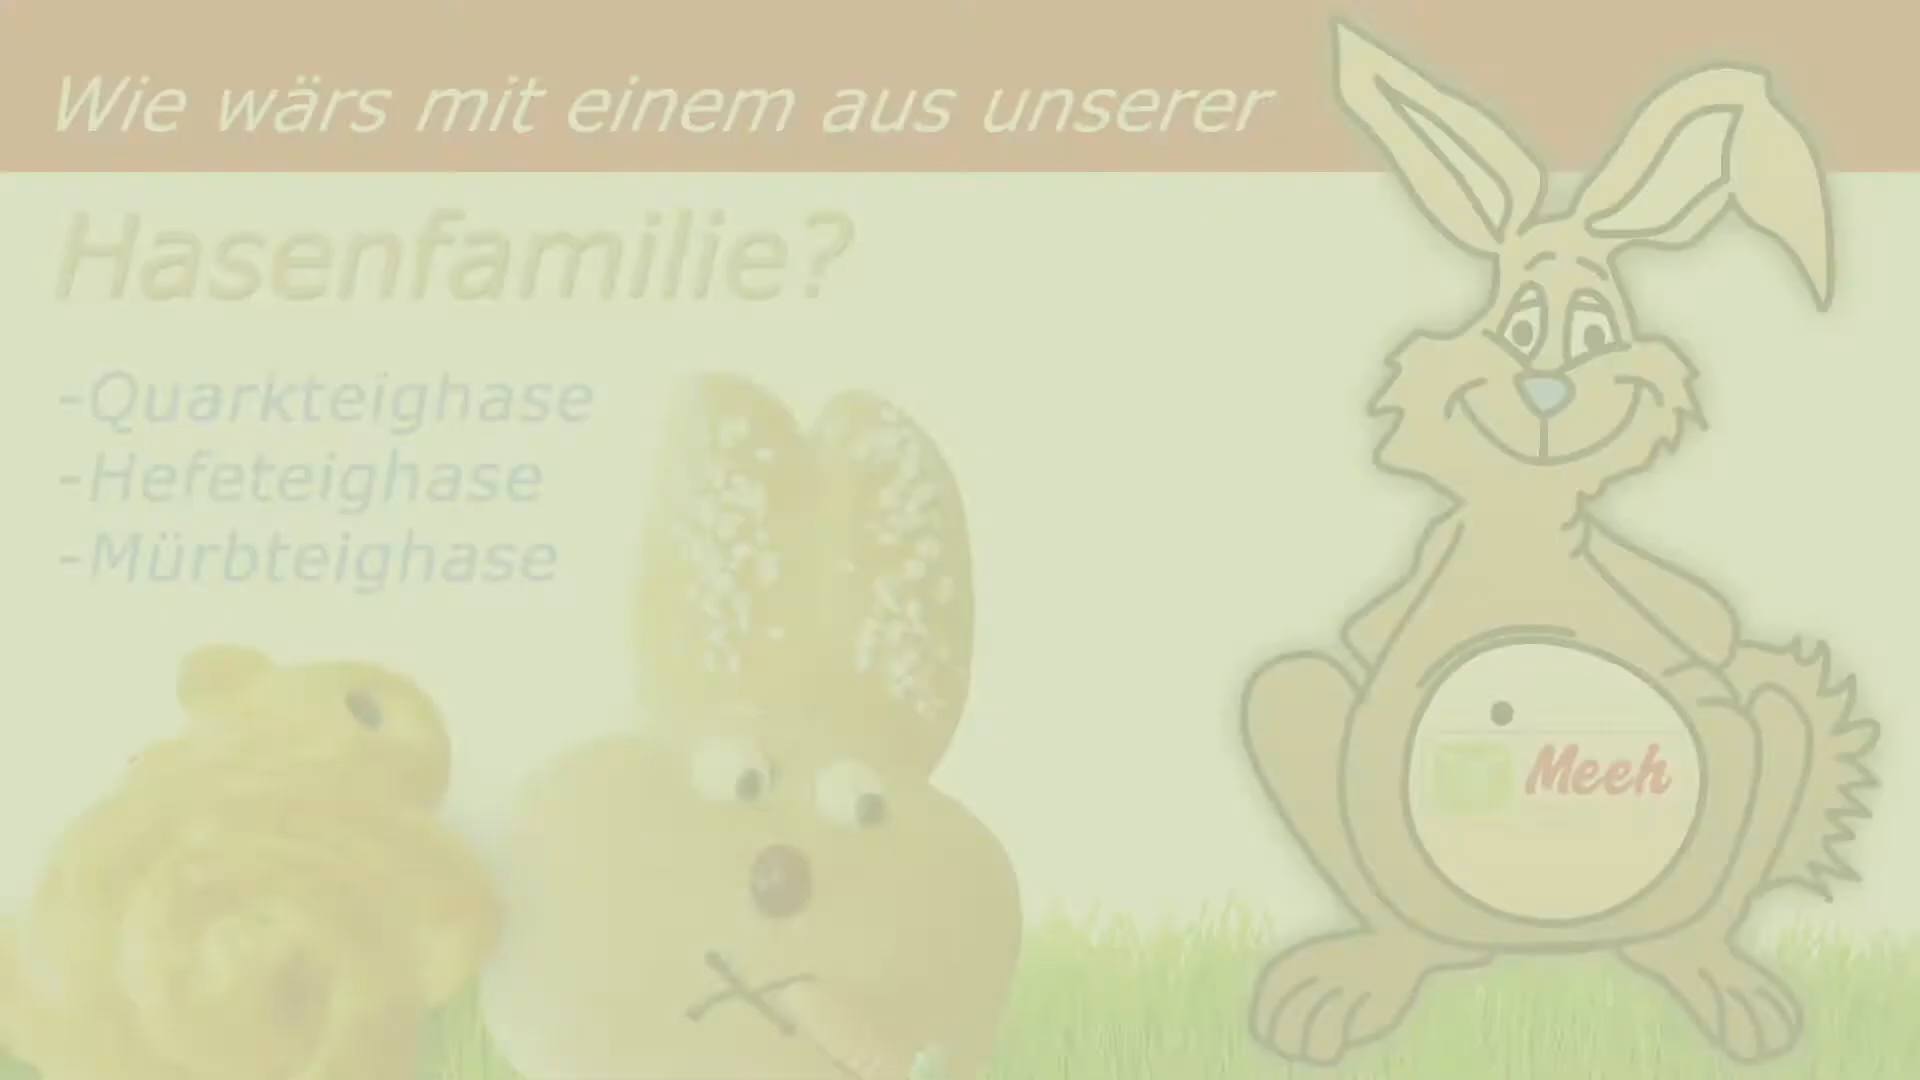 Wie wärs mit einem aus unserer
Hasenfamilie?
-Quarkteighase
-Hefeteighase
-Mürbteighase
Meeh